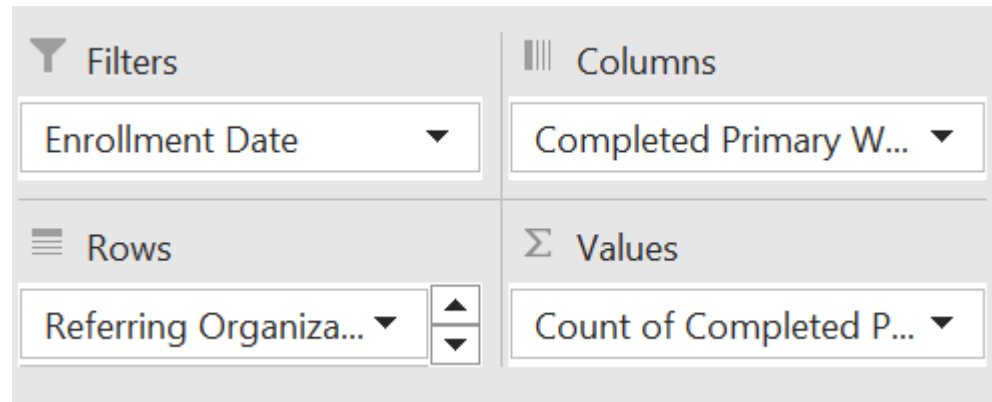 Filters
Enrollment Date
Columns
Completed Primary W...
Rows
Referring Organiza...
Σ Values
Count of Completed P...